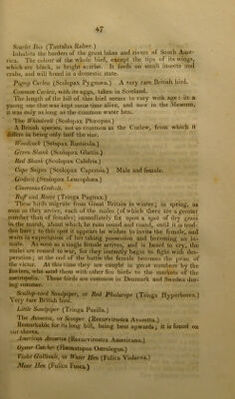 47
Scarlet Ibis (Tantalus Ruber.)
Inhabits the borders of the great lakes and rivers of South Ame-
rica. The colour of the whole bird, except the tips of its wings,
which are black, is bright scarlet. It feeds on small insects and
crabs, and will breed in a domestic state.
Pigmy Curlew (Scolopax Pygmæa.) A very rare British bird.
Common Curlew, with its eggs, taken in Scotland.
The length of the bill of this bird seems to vary with age: in a
young one that was kept some time alive, and now in the Museum,
it was only as long as the common water hen.
The Whimbrell (Scolopax Phæopus.)
A British species, not so common as the Curlew, from which it
differs in being only half the size.
Woodcock (Scolopax Rusticola.)
Green Shank (Scolopax Glottis.)
Red Shank (Scolopax Calidris.)
Cape Snipes (Scolopax Capensis.) Male and female.
Godwit (Scolopax Leucophæa.)
Cinereous Godwit.
Ruff and Reeve (Tringa Pugnax.)
These birds migrate from Great Britain in winter; in spring, as
soon as they arrive, each of the males (of which there are a greater
number than of females) immediately fixes upon a spot of dry grass
in the marsh, about which he runs round and round, until it is trod-
den bare; to this spot it appears he wishes to invite the female, and
waits in expectation of her taking possession and becoming an in-
mate. As soon as a single female arrives, and is heard to cry, the
males are roused to war, for they instantly begin to fight with des-
peration; at the end of the battle the female becomes the prize of
the victor. At this time they are caught in great numbers by the
fowlers, who send them with other fen birds to the markets of the
metropolis. These birds are common in Denmark and Sweden dur-
ing summer.
Scallop-toed Sandpiper, or Red Phalarope (Tringa Hyperborea.)
Very rare British bird.
Little Sandpiper (Tringa Pusilla.)
The Avosetta, or Scooper (Recurvirostra Avosetta.)
Remarkable for its long bill, being bent upwards; it is found on
our shores.
American Avosetta (Recurvirostra Americana.)
Oyster Catcher (Hæmatopus Ostralegus.)
Violet Gallinule, or Water Hen (Fulica Violacea.)
Moor Hen (Fulica Fusca.)